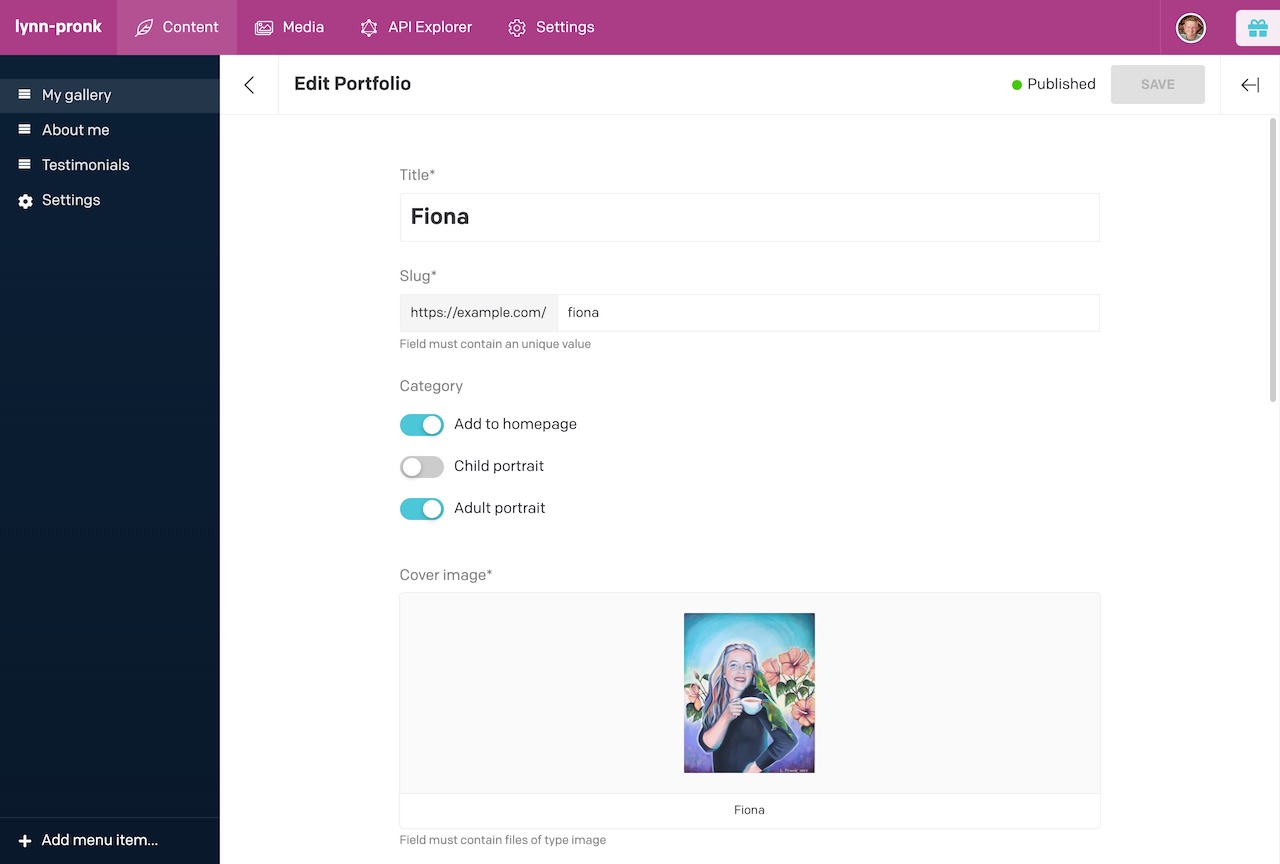 lynn-pronk Content Media API Explorer Settings
Edit Portfolio Published SAVE
My gallery
About me
Testimonials
Settings
Add menu item...
Title*
Fiona
Slug*
https://example.com/ fiona
Field must contain an unique value
Category
Add to homepage
Child portrait
Adult portrait
Cover image*
Fiona
Field must contain files of type image